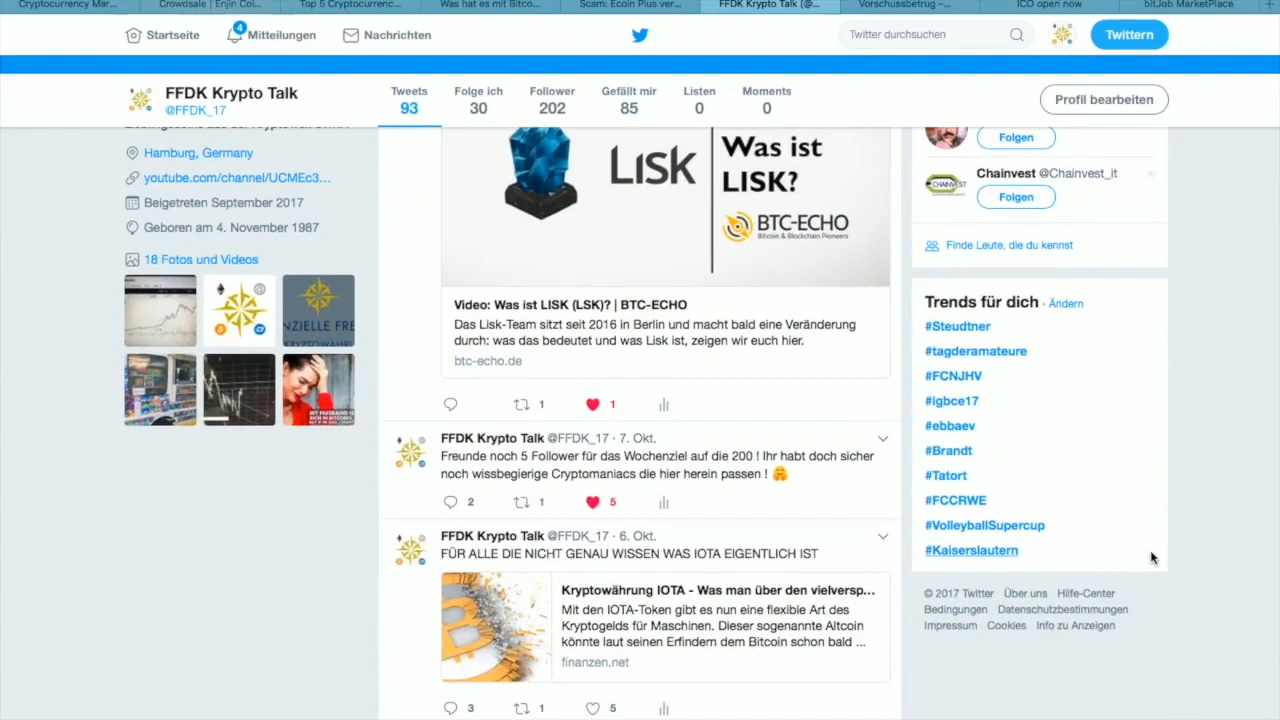 Cryptocurrency Mar...
Crowdsale | Enjin Coi...
Top 5 Cryptocurrenc...
Was hat es mit Bitco...
Scam: Ecoin Plus ver...
FFDK Krypto Talk (@...
Vorschussbetrug –...
ICO open now
bitJob MarketPlace
Startseite
4
Mitteilungen
Nachrichten
Twitter durchsuchen
Twittern
FFDK Krypto Talk
@FFDK_17
Tweets
93
Folge ich
30
Follower
202
Gefällt mir
85
Listen
0
Moments
0
Profil bearbeiten
Hamburg, Germany
youtube.com/channel/UCMEc3...
Beigetreten September 2017
Geboren am 4. November 1987
18 Fotos und Videos
NZIELLE FRE
MY HUSBAND IS
LISK
Was ist
LISK?
BTC-ECHO
Bitcoin & Blockchain Pioneers
Video: Was ist LISK (LSK)? | BTC-ECHO
Das Lisk-Team sitzt seit 2016 in Berlin und macht bald eine Veränderung
durch: was das bedeutet und was Lisk ist, zeigen wir euch hier.
btc-echo.de
1
1
FFDK Krypto Talk @FFDK_17 · 7. Okt.
Freunde noch 5 Follower für das Wochenziel auf die 200 ! Ihr habt doch sicher
noch wissbegierige Cryptomaniacs die hier herein passen ! 🤗
2
1
5
FFDK Krypto Talk @FFDK_17 · 6. Okt.
FÜR ALLE DIE NICHT GENAU WISSEN WAS IOTA EIGENTLICH IST
Kryptowährung IOTA - Was man über den vielversp...
Mit den IOTA-Token gibt es nun eine flexible Art des
Kryptogelds für Maschinen. Dieser sogenannte Altcoin
könnte laut seinen Erfindern dem Bitcoin schon bald ...
finanzen.net
3
1
5
Folgen
CHAINVEST
Chainvest @Chainvest_it
Folgen
Finde Leute, die du kennst
Trends für dich · Ändern
#Steudtner
#tagderamateure
#FCNJHV
#igbce17
#ebbaev
#Brandt
#Tatort
#FCCRWE
#VolleyballSupercup
#Kaiserslautern
© 2017 Twitter Über uns Hilfe-Center
Bedingungen Datenschutzbestimmungen
Impressum Cookies Info zu Anzeigen